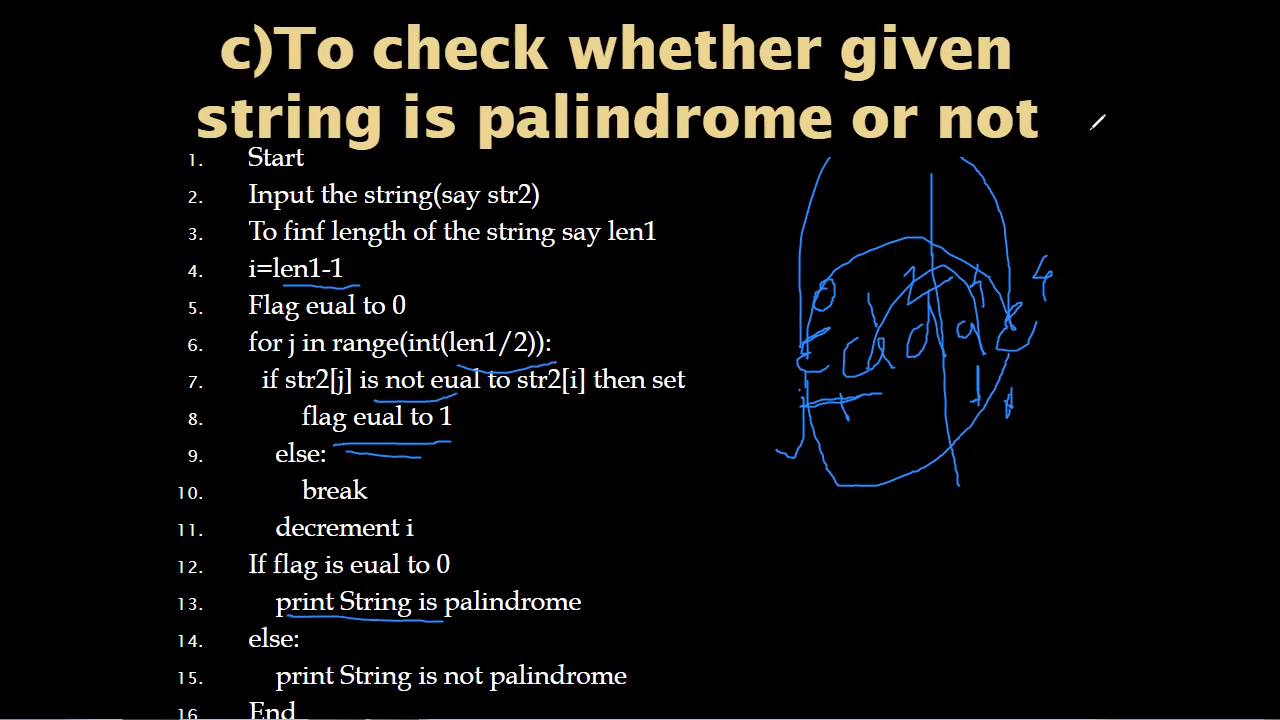 c)To check whether given
string is palindrome or not
1. Start
2. Input the string(say str2)
3. To finf length of the string say len1
4. i=len1-1
5. Flag eual to 0
6. for j in range(int(len1/2)):
7. if str2[j] is not eual to str2[i] then set
8. flag eual to 1
9. else:
10. break
11. decrement i
12. If flag is eual to 0
13. print String is palindrome
14. else:
15. print String is not palindrome
16. End